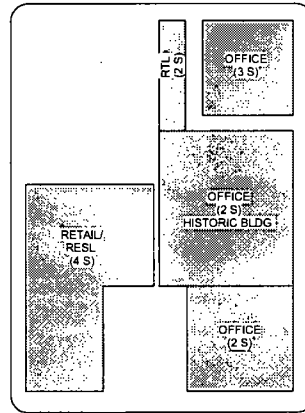 RTL
(2 S)
OFFICE
(3 S)
OFFICE
(2 S)
HISTORIC BLDG
RETAIL/
RESL
(4 S)
OFFICE
(2 S)